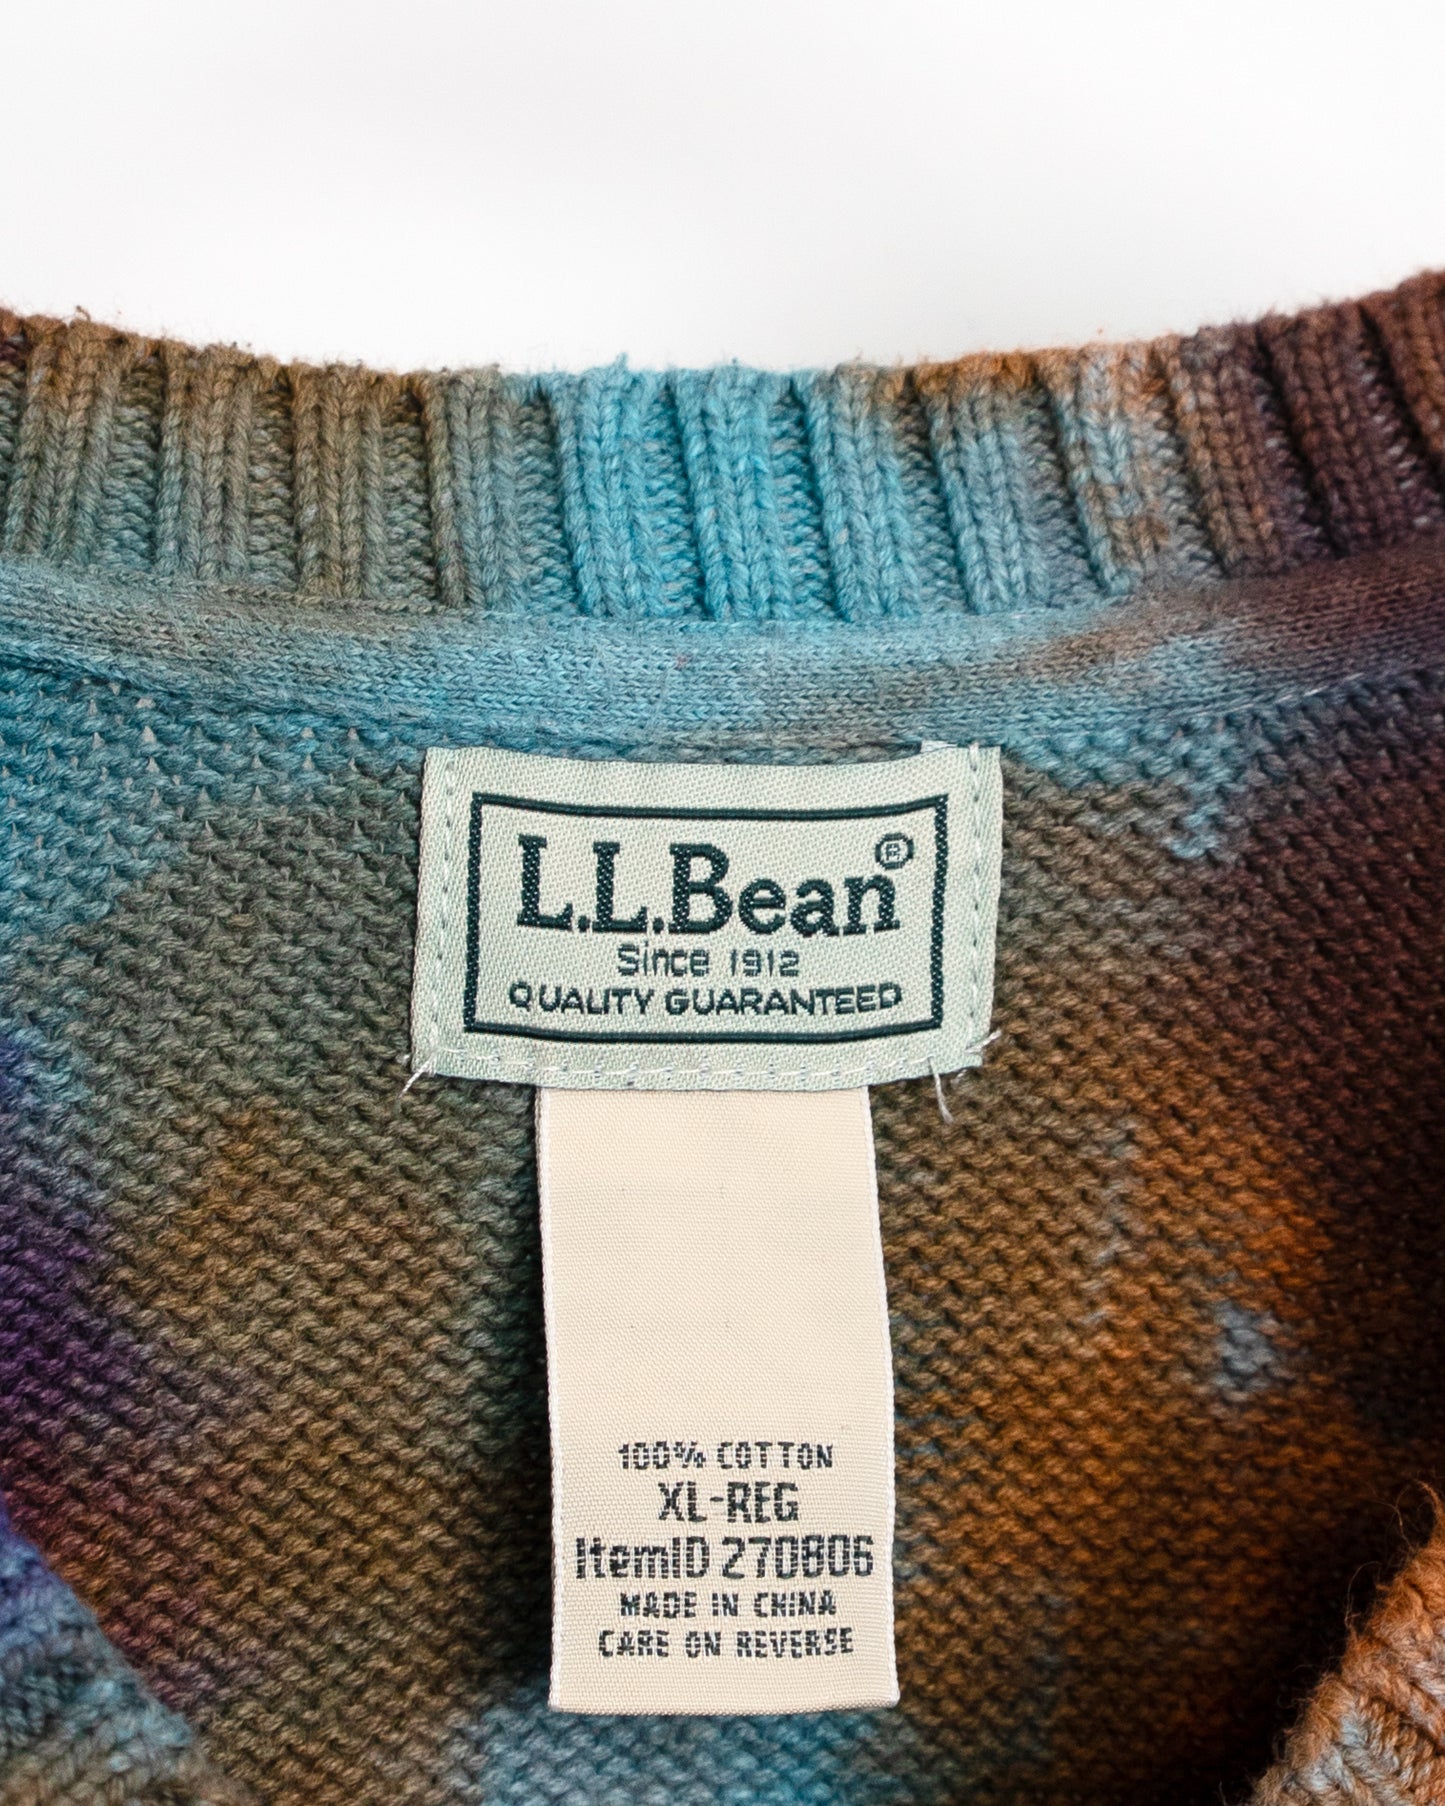 L.L.Bean®
Since 1912
QUALITY GUARANTEED
100% COTTON
XL-REG
ItemID 270806
MADE IN CHINA
CARE ON REVERSE